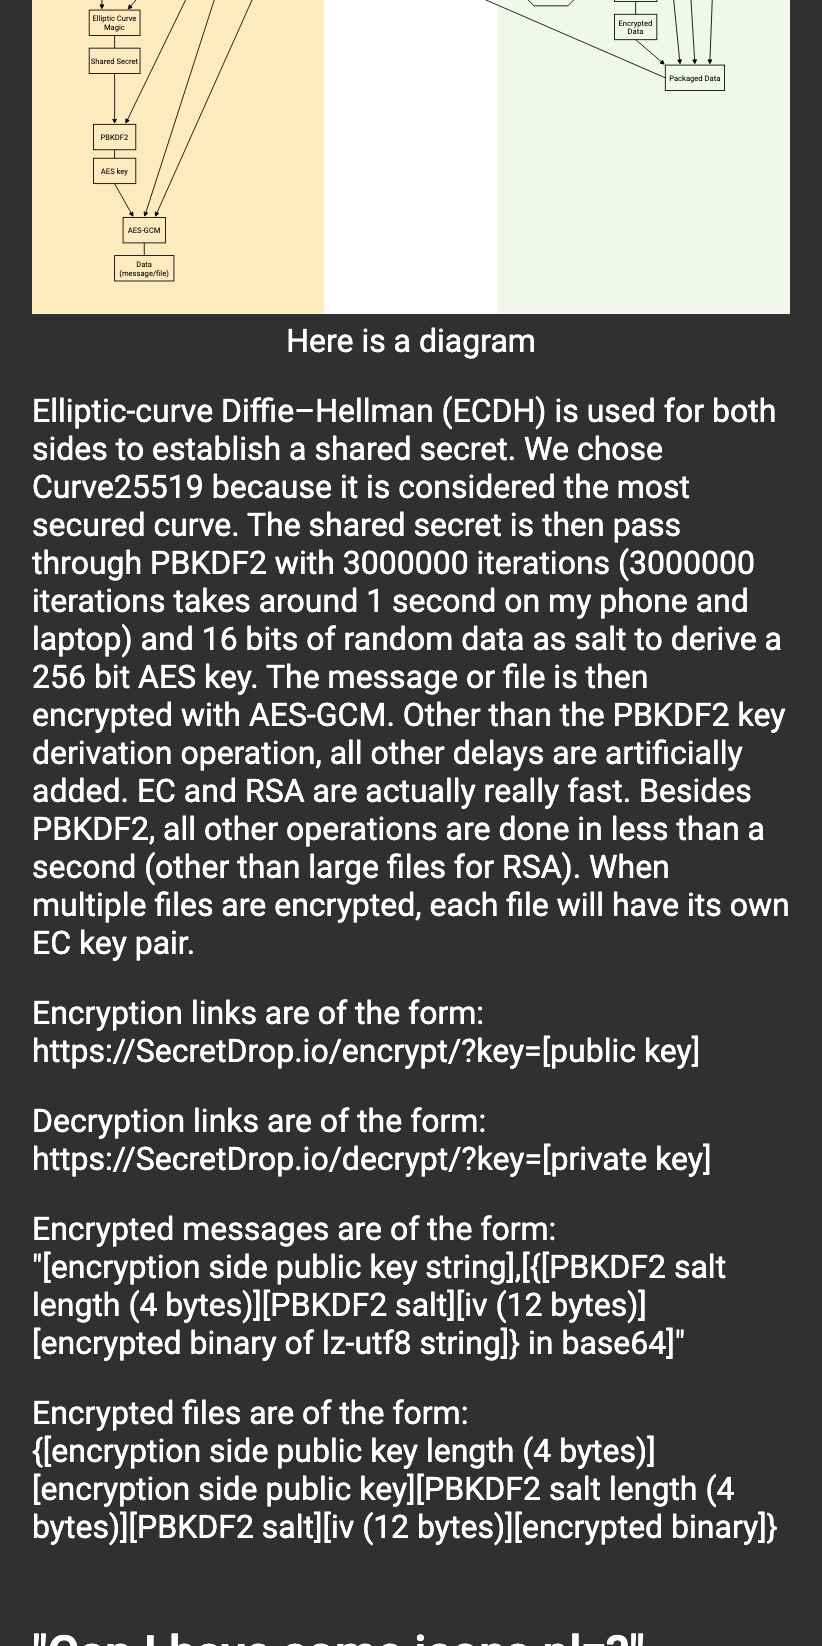 Elliptic Curve
Magic
Shared Secret
PBKDF2
AES key
AES-GCM
Data
(message/file)
Encrypted
Data
Packaged Data
Here is a diagram
Elliptic-curve Diffie–Hellman (ECDH) is used for both
sides to establish a shared secret. We chose
Curve25519 because it is considered the most
secured curve. The shared secret is then pass
through PBKDF2 with 3000000 iterations (3000000
iterations takes around 1 second on my phone and
laptop) and 16 bits of random data as salt to derive a
256 bit AES key. The message or file is then
encrypted with AES-GCM. Other than the PBKDF2 key
derivation operation, all other delays are artificially
added. EC and RSA are actually really fast. Besides
PBKDF2, all other operations are done in less than a
second (other than large files for RSA). When
multiple files are encrypted, each file will have its own
EC key pair.
Encryption links are of the form:
https://SecretDrop.io/encrypt/?key=[public key]
Decryption links are of the form:
https://SecretDrop.io/decrypt/?key=[private key]
Encrypted messages are of the form:
"[encryption side public key string],[{[PBKDF2 salt
length (4 bytes)][PBKDF2 salt][iv (12 bytes)]
[encrypted binary of lz-utf8 string]} in base64]"
Encrypted files are of the form:
{[encryption side public key length (4 bytes)]
[encryption side public key][PBKDF2 salt length (4
bytes)][PBKDF2 salt][iv (12 bytes)][encrypted binary]}
"Can I have some icons plz?"